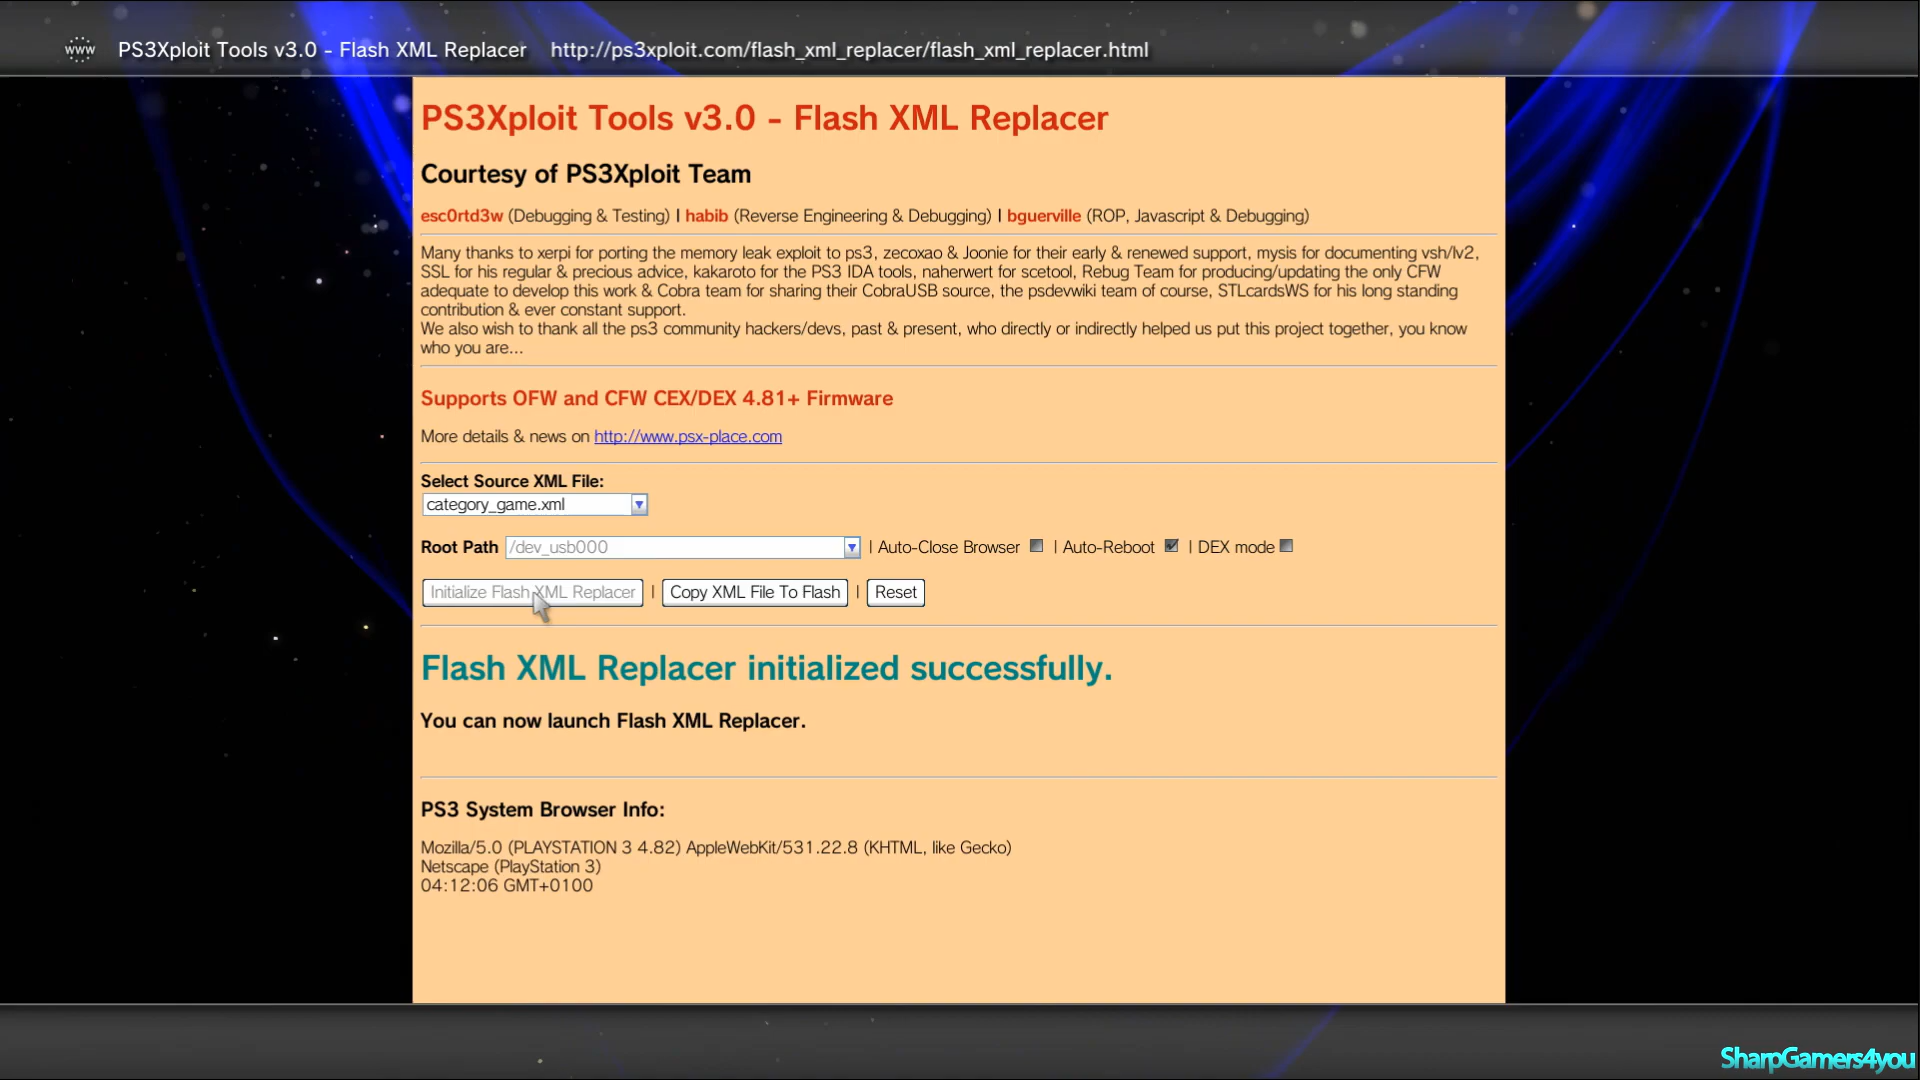 www PS3Xploit Tools v3.0 - Flash XML Replacer http://ps3xploit.com/flash_xml_replacer/flash_xml_replacer.html
PS3Xploit Tools v3.0 - Flash XML Replacer
Courtesy of PS3Xploit Team
esc0rtd3w (Debugging & Testing) | habib (Reverse Engineering & Debugging) | bguerville (ROP, Javascript & Debugging)
Many thanks to xerpi for porting the memory leak exploit to ps3, zecoxao & Joonie for their early & renewed support, mysis for documenting vsh/lv2,
SSL for his regular & precious advice, kakaroto for the PS3 IDA tools, naherwert for scetool, Rebug Team for producing/updating the only CFW
adequate to develop this work & Cobra team for sharing their CobraUSB source, the psdevwiki team of course, STLcardsWS for his long standing
contribution & ever constant support.
We also wish to thank all the ps3 community hackers/devs, past & present, who directly or indirectly helped us put this project together, you know
who you are...
Supports OFW and CFW CEX/DEX 4.81+ Firmware
More details & news on http://www.psx-place.com
Select Source XML File:
category_game.xml
Root Path /dev_usb000 | Auto-Close Browser | Auto-Reboot | DEX mode
Initialize Flash XML Replacer | Copy XML File To Flash | Reset
Flash XML Replacer initialized successfully.
You can now launch Flash XML Replacer.
PS3 System Browser Info:
Mozilla/5.0 (PLAYSTATION 3 4.82) AppleWebKit/531.22.8 (KHTML, like Gecko)
Netscape (PlayStation 3)
04:12:06 GMT+0100
SharpGamers4you